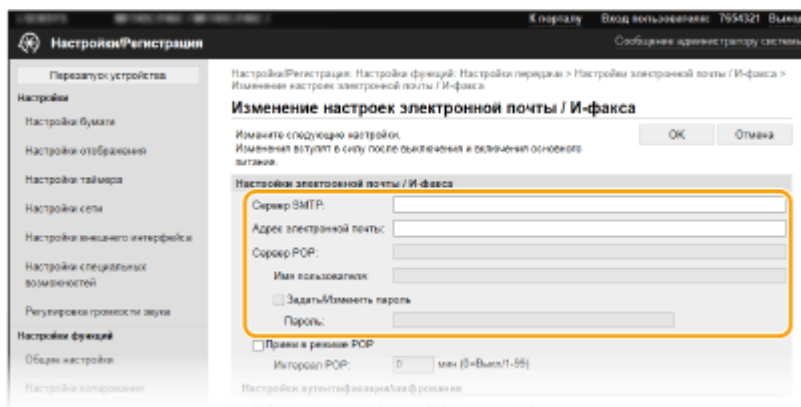 К порталу Вход пользователя: 7654321 Выход
Настройки/Регистрация
Сообщение администратору системы
Перезапуск устройства
Настройки
Настройки бумаги
Настройки отображения
Настройки таймера
Настройки сети
Настройки внешнего интерфейса
Настройки специальных
возможностей
Регулировка громкости звука
Настройки функций
Общие настройки
Настройки копирования
Настройки/Регистрация: Настройки функций: Настройки передачи > Настройки электронной почты / И-факса >
Изменение настроек электронной почты / И-факса
Изменение настроек электронной почты / И-факса
Измените следующие настройки.
Изменения вступят в силу после выключения и включения основного
питания.
OK Отмена
Настройки электронной почты / И-факса
Сервер SMTP:
Адрес электронной почты:
Сервер POP:
Имя пользователя:
Задать/Изменить пароль
Пароль:
Прием в режиме POP
Интервал POP: 0 мин (0=Выкл/1-99)
Настройки аутентификации/шифрования